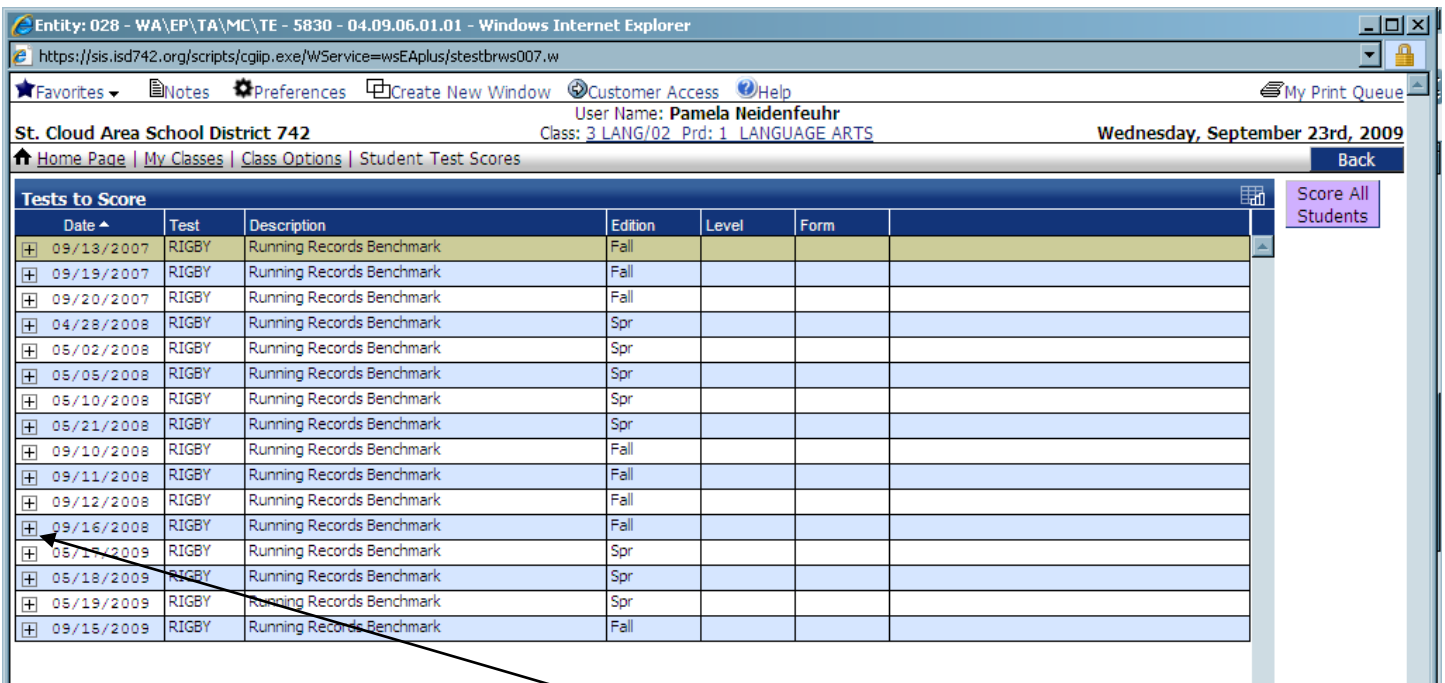 Entity: 028 - WA\EP\TA\MC\TE - 5830 - 04.09.06.01.01 - Windows Internet Explorer
https://sis.isd742.org/scripts/cgiip.exe/WService=wsEAplus/stestbrws007.w
Favorites Notes Preferences Create New Window Customer Access Help My Print Queue
User Name: Pamela Neidenfeuhr
St. Cloud Area School District 742 Class: 3 LANG/02 Prd: 1 LANGUAGE ARTS Wednesday, September 23rd, 2009
Home Page | My Classes | Class Options | Student Test Scores Back
Tests to Score Score All
Students
Date Test Description Edition Level Form
09/13/2007 RIGBY Running Records Benchmark Fall
09/19/2007 RIGBY Running Records Benchmark Fall
09/20/2007 RIGBY Running Records Benchmark Fall
04/28/2008 RIGBY Running Records Benchmark Spr
05/02/2008 RIGBY Running Records Benchmark Spr
05/05/2008 RIGBY Running Records Benchmark Spr
05/10/2008 RIGBY Running Records Benchmark Spr
05/21/2008 RIGBY Running Records Benchmark Spr
09/10/2008 RIGBY Running Records Benchmark Fall
09/11/2008 RIGBY Running Records Benchmark Fall
09/12/2008 RIGBY Running Records Benchmark Fall
09/16/2008 RIGBY Running Records Benchmark Fall
05/17/2009 RIGBY Running Records Benchmark Spr
05/18/2009 RIGBY Running Records Benchmark Spr
05/19/2009 RIGBY Running Records Benchmark Spr
09/15/2009 RIGBY Running Records Benchmark Fall